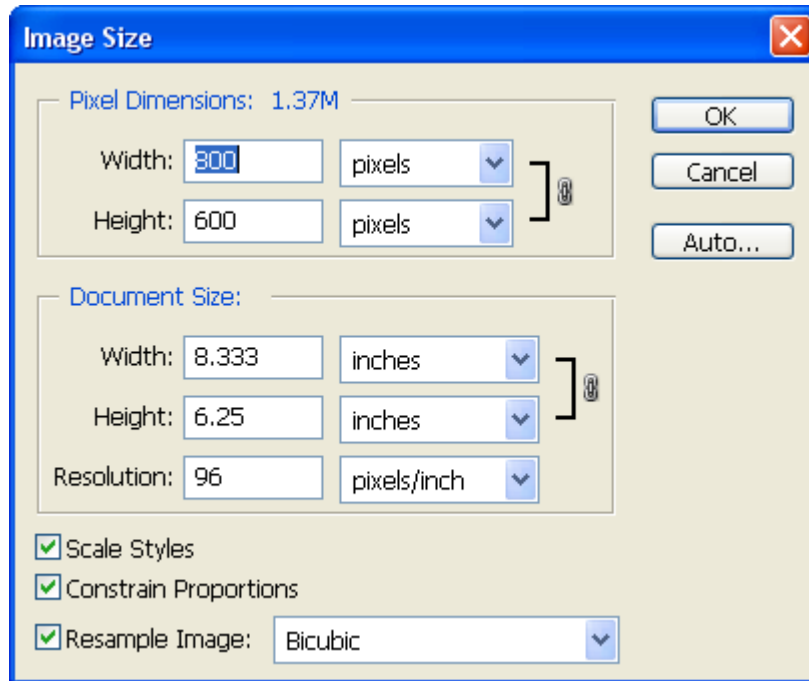 Image Size
Pixel Dimensions: 1.37M
OK
Width: 800 pixels
Cancel
Height: 600 pixels
Auto...
Document Size:
Width: 8.333 inches
Height: 6.25 inches
Resolution: 96 pixels/inch
Scale Styles
Constrain Proportions
Resample Image: Bicubic